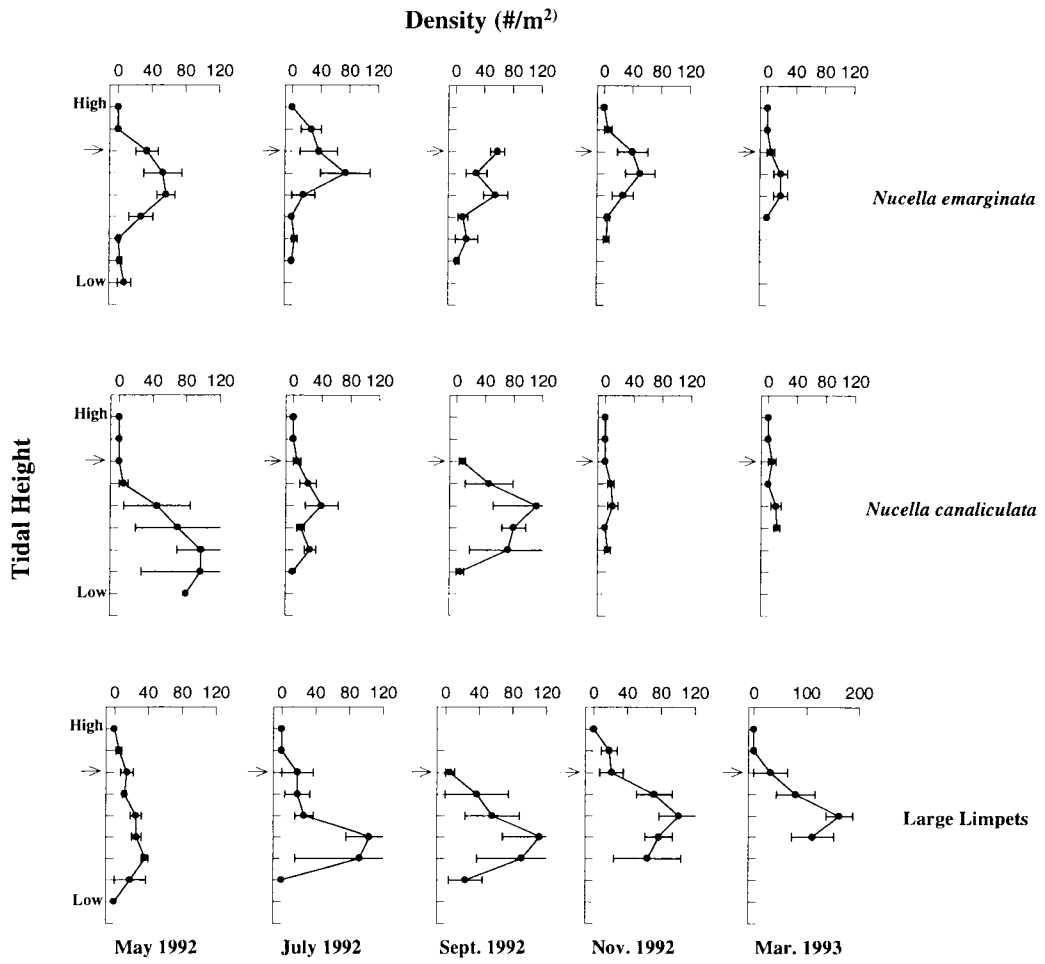 Density (#/m²)
0 40 80 120 0 40 80 120 0 40 80 120 0 40 80 120 0 40 80 120
High
Nucella emarginata
Low
0 40 80 120 0 40 80 120 0 40 80 120 0 40 80 120 0 40 80 120
High
Nucella canaliculata
Tidal Height
Low
0 40 80 120 0 40 80 120 0 40 80 120 0 40 80 120 0 100 200
High
Large Limpets
Low
May 1992 July 1992 Sept. 1992 Nov. 1992 Mar. 1993